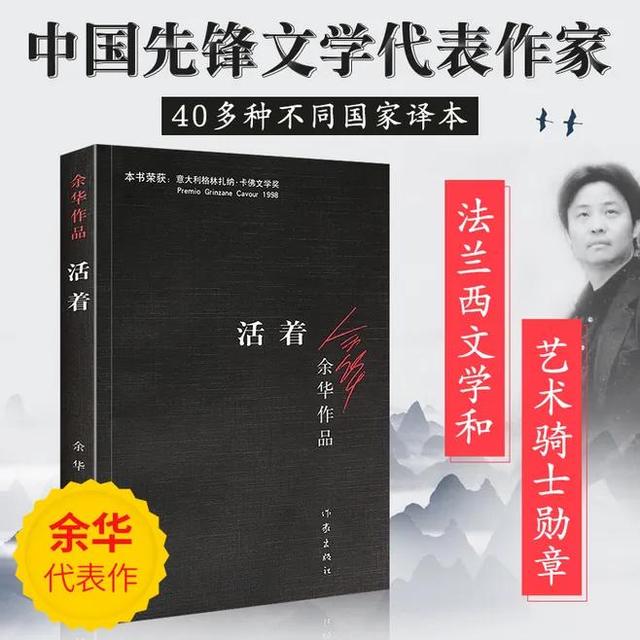 中国先锋文学代表作家
40多种不同国家译本
本书荣获：意大利格林扎纳·卡佛文学奖
Premio Grinzane Cavour 1998
余华作品
活着
余华
活着
余华
余华作品
作家出版社
法兰西文学和
艺术骑士勋章
余华
代表作